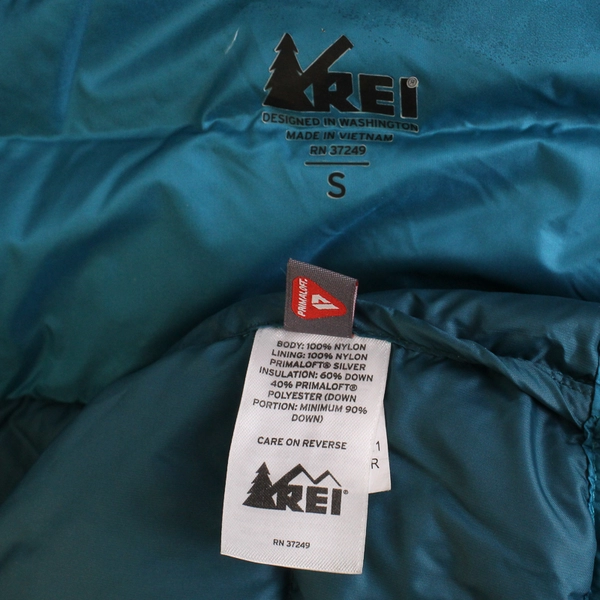 REI
DESIGNED IN WASHINGTON
MADE IN VIETNAM
RN 37249
S
PRIMALOFT®
BODY: 100% NYLON
LINING: 100% NYLON
PRIMALOFT® SILVER
INSULATION: 60% DOWN
40% PRIMALOFT®
POLYESTER (DOWN
PORTION: MINIMUM 90%
DOWN)
CARE ON REVERSE
1
R
REI®
RN 37249